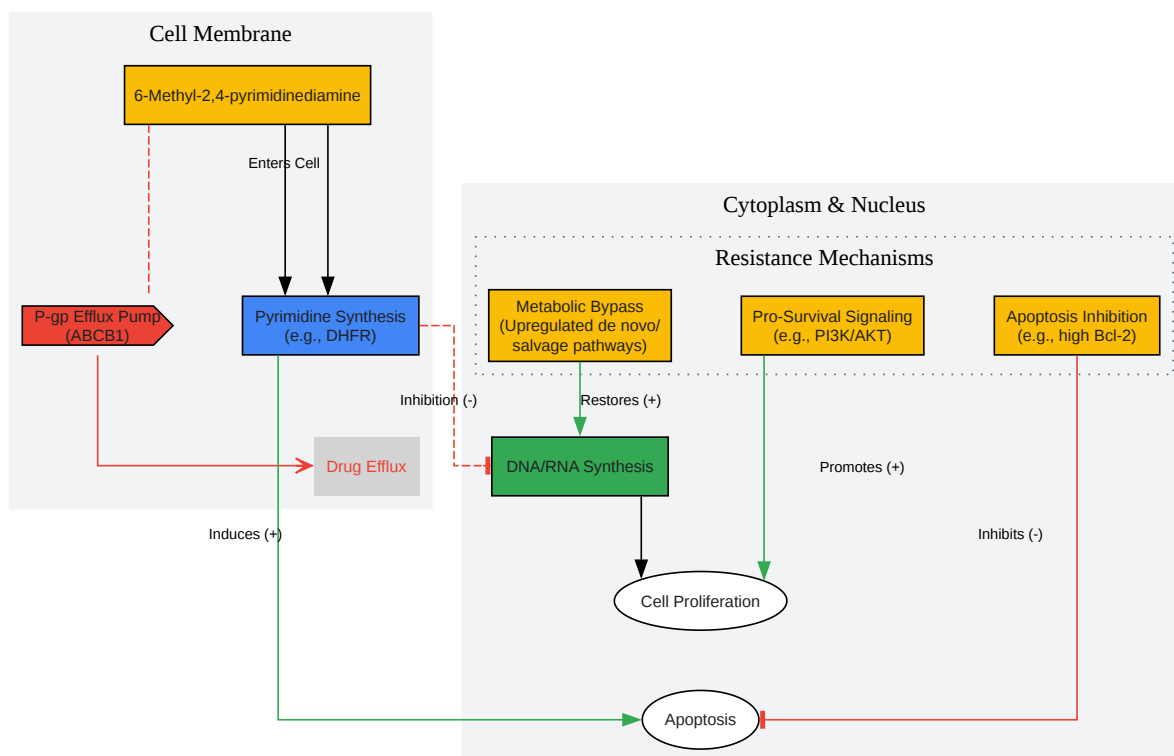 Cell Membrane
6-Methyl-2,4-pyrimidinediamine
Enters Cell
Cytoplasm & Nucleus
Resistance Mechanisms
P-gp Efflux Pump
(ABCB1)
Pyrimidine Synthesis
(e.g., DHFR)
Metabolic Bypass
(Upregulated de novo/
salvage pathways)
Pro-Survival Signaling
(e.g., PI3K/AKT)
Apoptosis Inhibition
(e.g., high Bcl-2)
Inhibition (-)
Restores (+)
Drug Efflux
DNA/RNA Synthesis
Promotes (+)
Induces (+)
Inhibits (-)
Cell Proliferation
Apoptosis